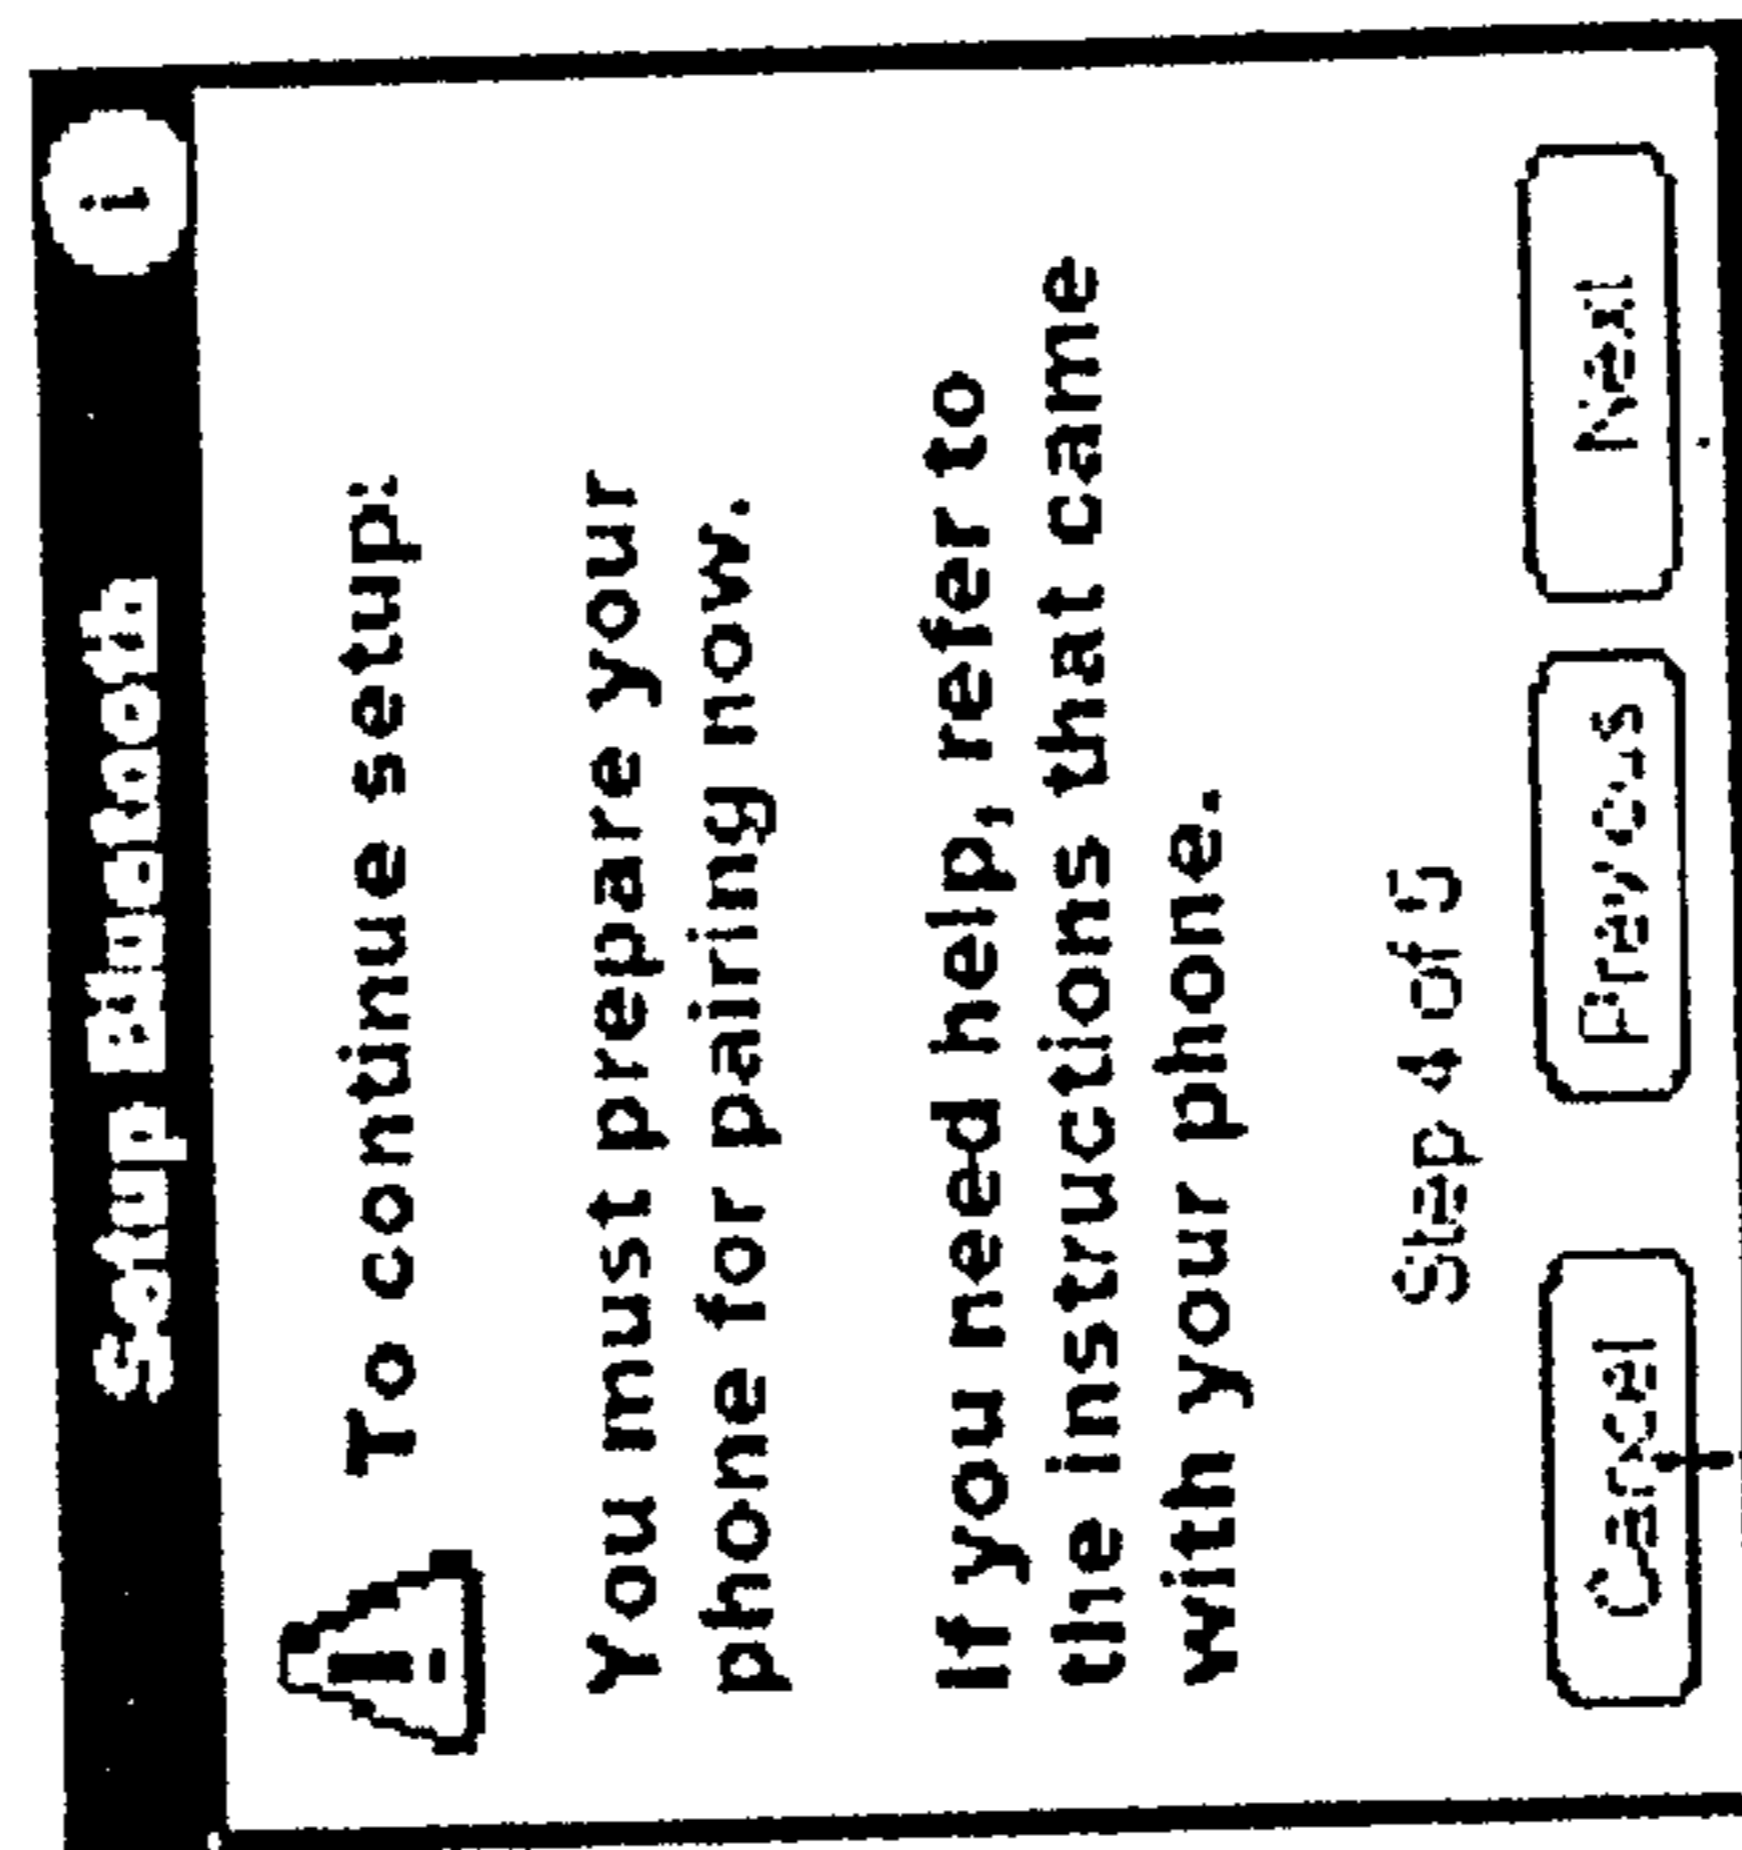 Setup Bluetooth i
To continue setup:
You must prepare your
phone for pairing now.
If you need help, refer to
the instructions that came
with your phone.
Step 4 of 5
Cancel Previous Next